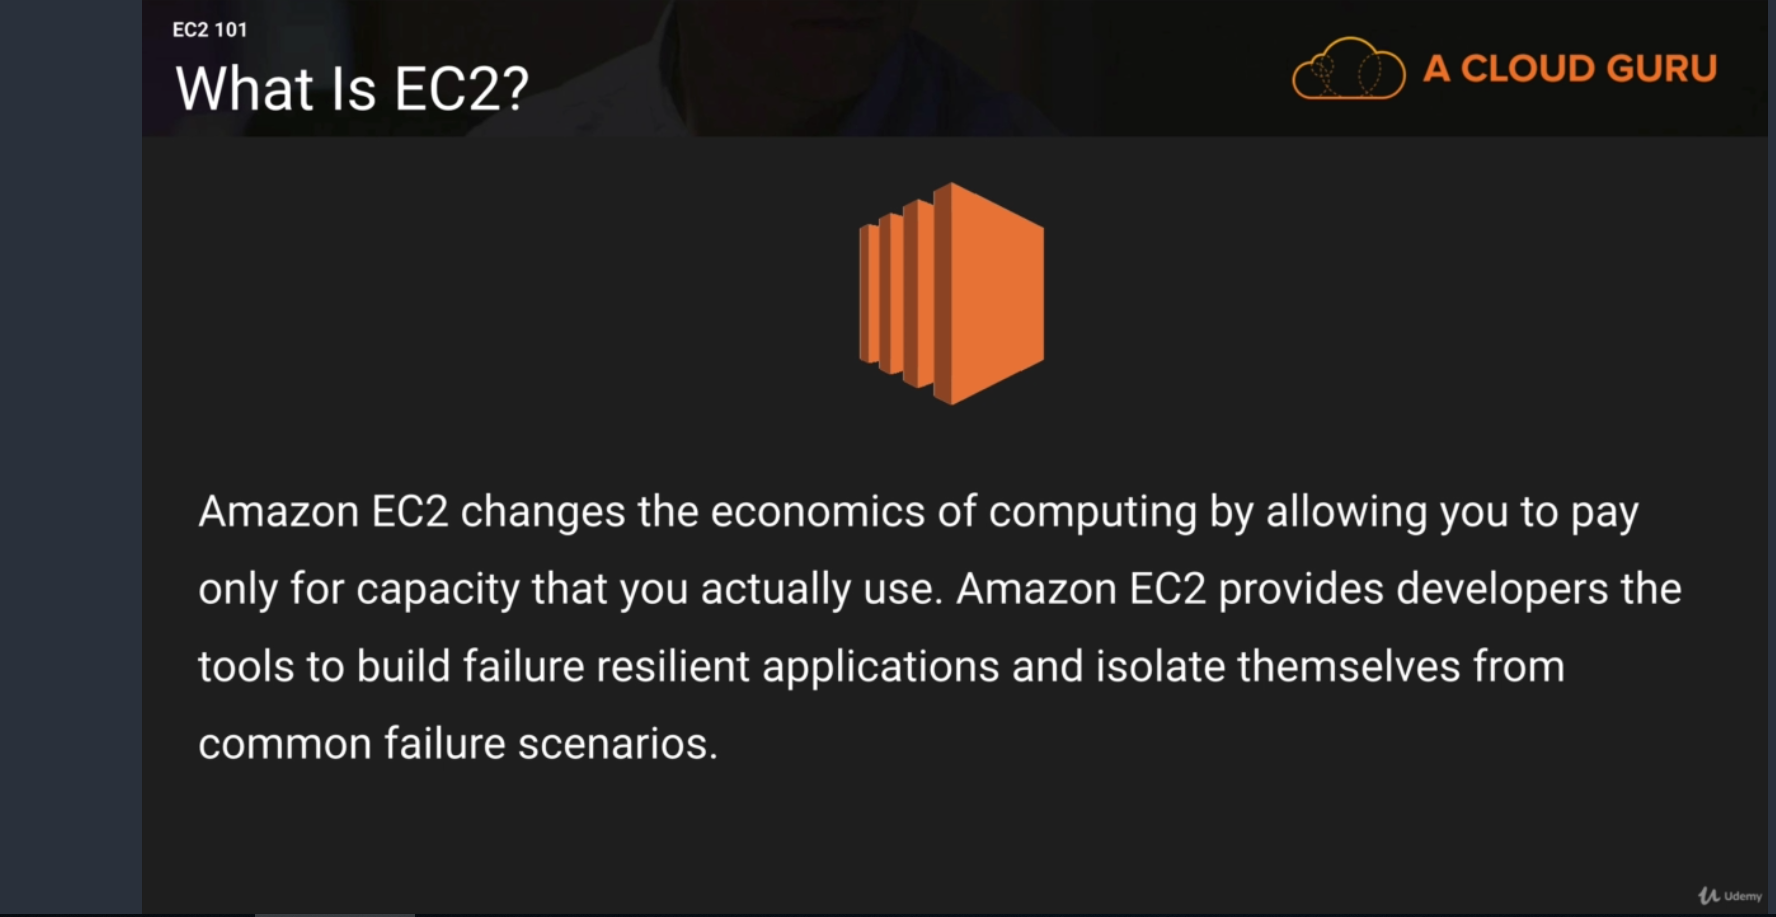 EC2 101
What Is EC2?
A CLOUD GURU
Amazon EC2 changes the economics of computing by allowing you to pay
only for capacity that you actually use. Amazon EC2 provides developers the
tools to build failure resilient applications and isolate themselves from
common failure scenarios.
Udemy